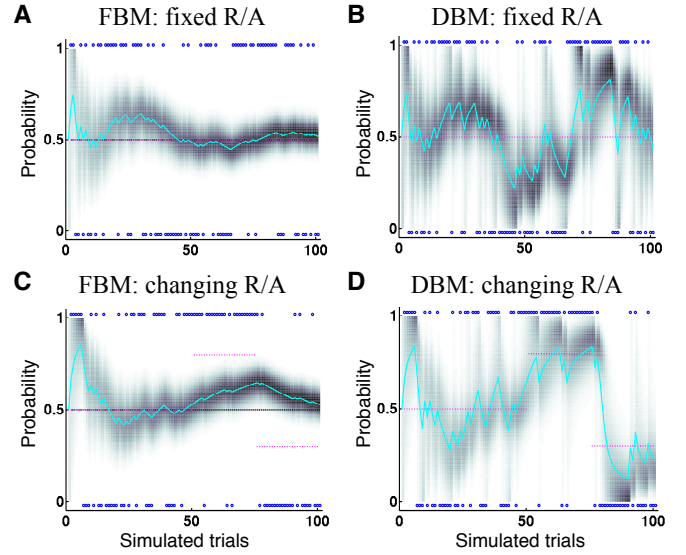 A FBM: fixed R/A
B DBM: fixed R/A
Probability
1
0.5
0
0 50 100
Probability
1
0.5
0
0 50 100
C FBM: changing R/A
D DBM: changing R/A
Probability
1
0.5
0
0 50 100
Simulated trials
Probability
1
0.5
0
0 50 100
Simulated trials